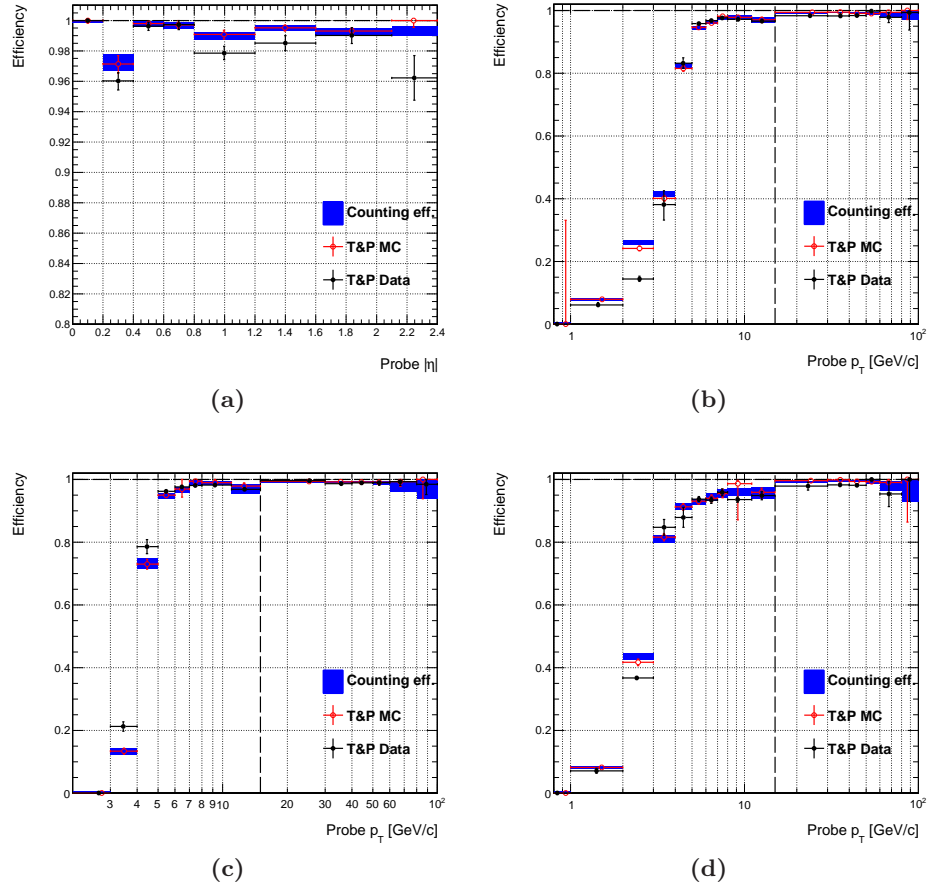 Efficiency
1
0.98
0.96
0.94
0.92
0.9
0.88
0.86
0.84
0.82
0.8
Counting eff.
T&P MC
T&P Data
0 0.2 0.4 0.6 0.8 1 1.2 1.4 1.6 1.8 2 2.2 2.4
Probe |η|
(a)
Efficiency
1
0.8
0.6
0.4
0.2
0
Counting eff.
T&P MC
T&P Data
1 10 10²
Probe p_T [GeV/c]
(b)
Efficiency
1
0.8
0.6
0.4
0.2
0
Counting eff.
T&P MC
T&P Data
3 4 5 6 7 8 9 10 20 30 40 50 60 10²
Probe p_T [GeV/c]
(c)
Efficiency
1
0.8
0.6
0.4
0.2
0
Counting eff.
T&P MC
T&P Data
1 10 10²
Probe p_T [GeV/c]
(d)